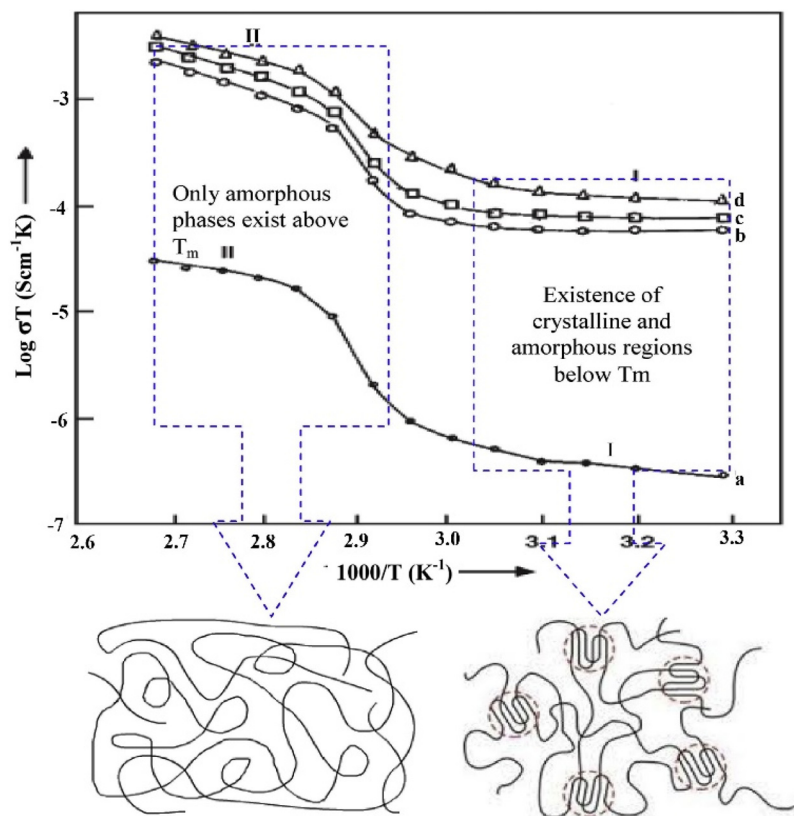 Log σT (Scm⁻¹K)
-3
-4
-5
-6
-7
II
Only amorphous
phases exist above
Tₘ
II
I
d
c
b
Existence of
crystalline and
amorphous regions
below Tm
I
a
2.6 2.7 2.8 2.9 3.0 3.1 3.2 3.3
1000/T (K⁻¹)